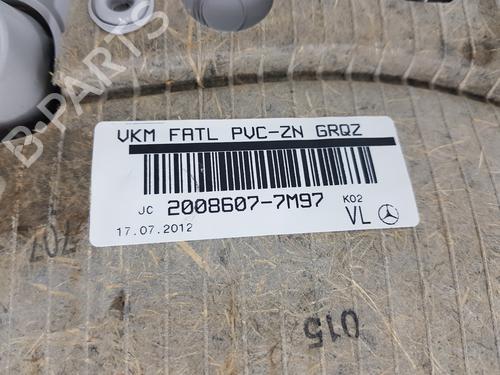 B-PARTS
VKM FATL PVC-ZN GRQZ
JC 2008607-7M97 K02
17.07.2012 VL
707
015